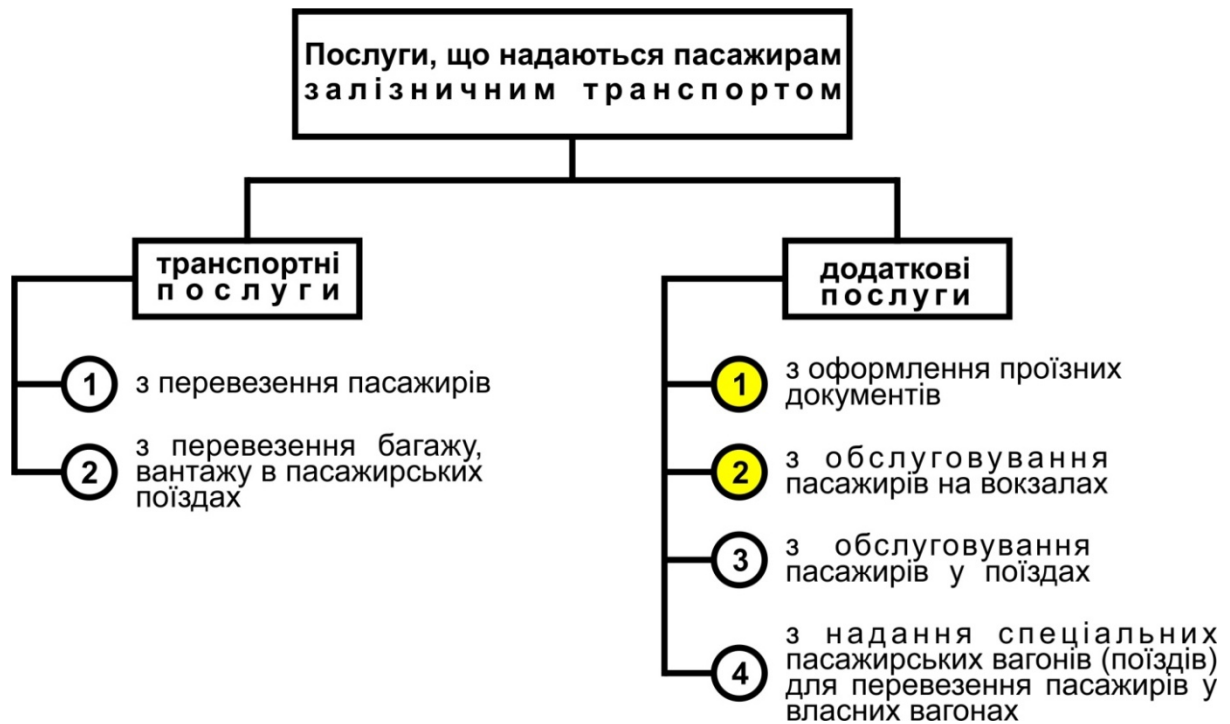 Послуги, що надаються пасажирам
залізничним транспортом
транспортні
послуги
1
з перевезення пасажирів
2
з перевезення багажу,
вантажу в пасажирських
поїздах
додаткові
послуги
1
з оформлення проїзних
документів
2
з обслуговування
пасажирів на вокзалах
3
з обслуговування
пасажирів у поїздах
4
з надання спеціальних
пасажирських вагонів (поїздів)
для перевезення пасажирів у
власних вагонах